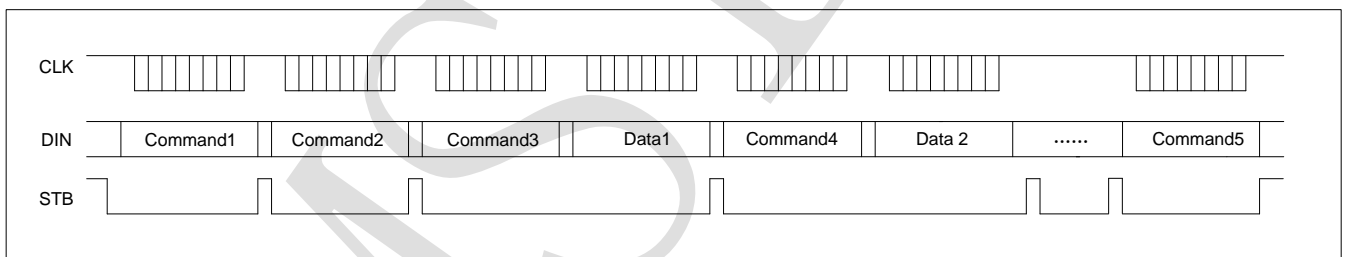 CLK
DIN Command1 Command2 Command3 Data1 Command4 Data 2 ...... Command5
STB